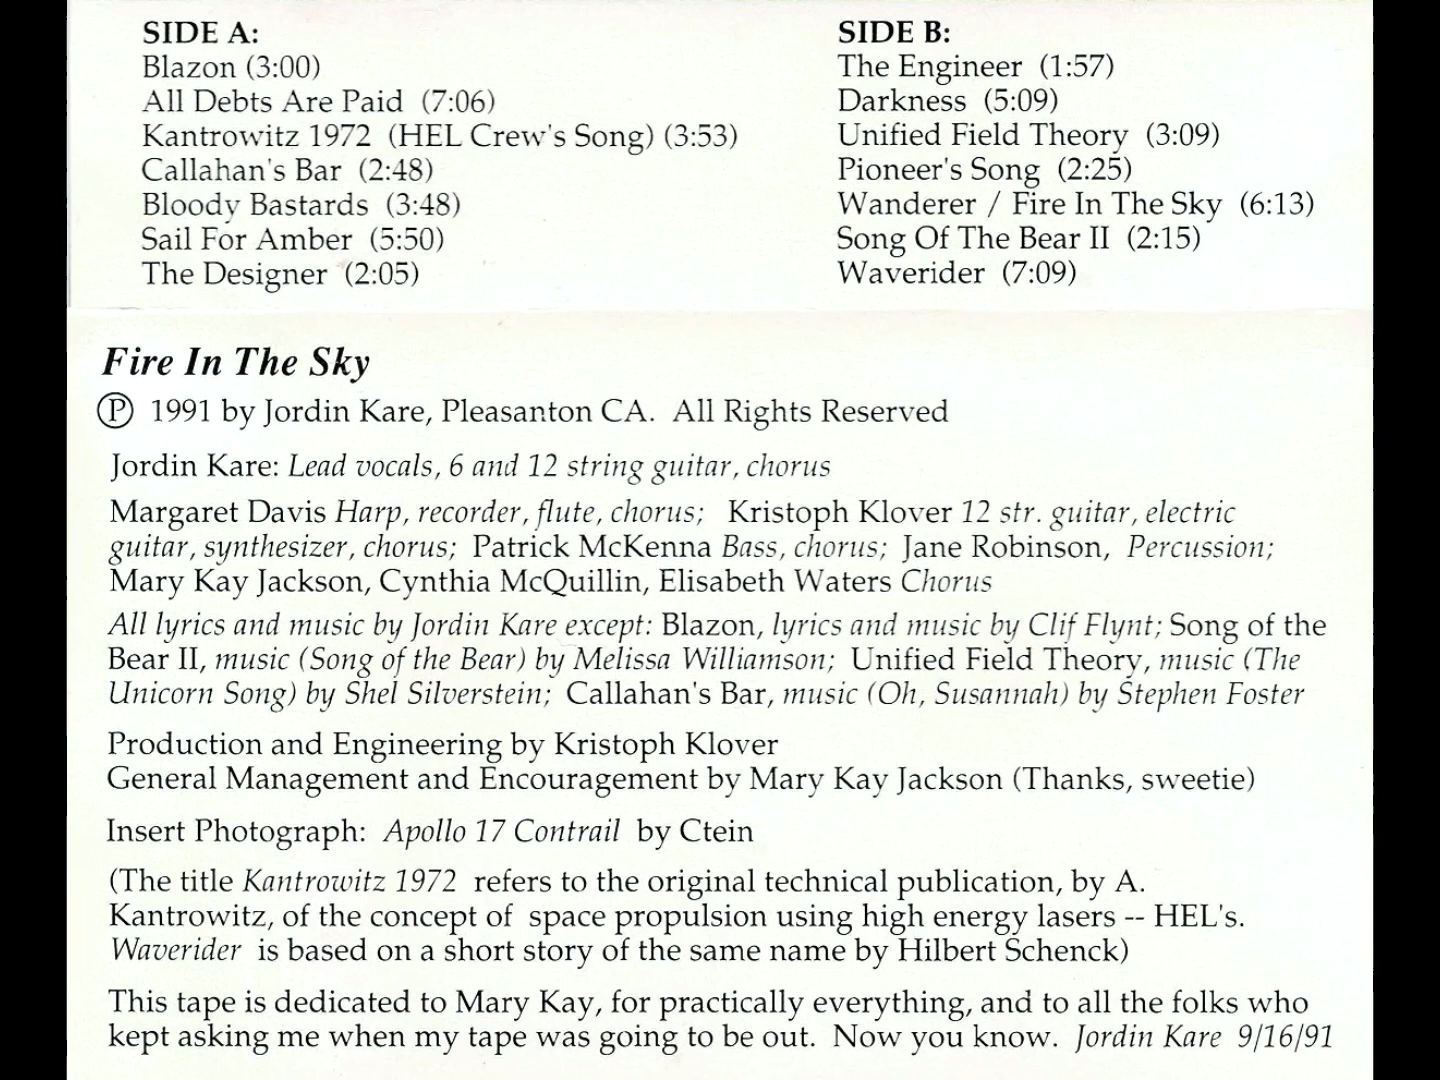 SIDE A:
Blazon (3:00)
All Debts Are Paid (7:06)
Kantrowitz 1972 (HEL Crew's Song) (3:53)
Callahan's Bar (2:48)
Bloody Bastards (3:48)
Sail For Amber (5:50)
The Designer (2:05)
SIDE B:
The Engineer (1:57)
Darkness (5:09)
Unified Field Theory (3:09)
Pioneer's Song (2:25)
Wanderer / Fire In The Sky (6:13)
Song Of The Bear II (2:15)
Waverider (7:09)
Fire In The Sky
Ⓟ 1991 by Jordin Kare, Pleasanton CA. All Rights Reserved
Jordin Kare: Lead vocals, 6 and 12 string guitar, chorus
Margaret Davis Harp, recorder, flute, chorus; Kristoph Klover 12 str. guitar, electric
guitar, synthesizer, chorus; Patrick McKenna Bass, chorus; Jane Robinson, Percussion;
Mary Kay Jackson, Cynthia McQuillin, Elisabeth Waters Chorus
All lyrics and music by Jordin Kare except: Blazon, lyrics and music by Clif Flynt; Song of the
Bear II, music (Song of the Bear) by Melissa Williamson; Unified Field Theory, music (The
Unicorn Song) by Shel Silverstein; Callahan's Bar, music (Oh, Susannah) by Stephen Foster
Production and Engineering by Kristoph Klover
General Management and Encouragement by Mary Kay Jackson (Thanks, sweetie)
Insert Photograph: Apollo 17 Contrail by Ctein
(The title Kantrowitz 1972 refers to the original technical publication, by A.
Kantrowitz, of the concept of space propulsion using high energy lasers -- HEL's.
Waverider is based on a short story of the same name by Hilbert Schenck)
This tape is dedicated to Mary Kay, for practically everything, and to all the folks who
kept asking me when my tape was going to be out. Now you know. Jordin Kare 9/16/91